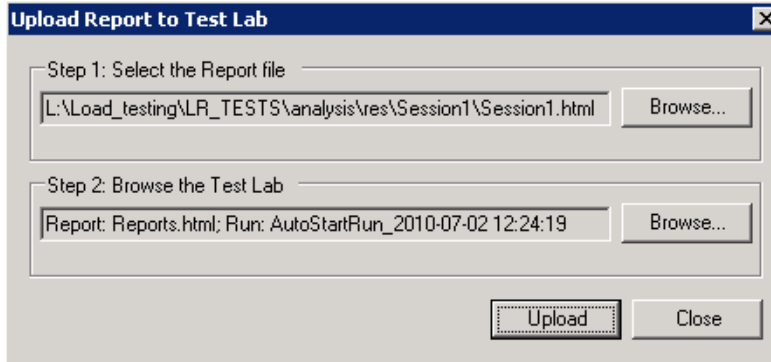 Upload Report to Test Lab
Step 1: Select the Report file
L:\Load_testing\LR_TESTS\analysis\res\Session1\Session1.html Browse...
Step 2: Browse the Test Lab
Report: Reports.html; Run: AutoStartRun_2010-07-02 12:24:19 Browse...
Upload Close